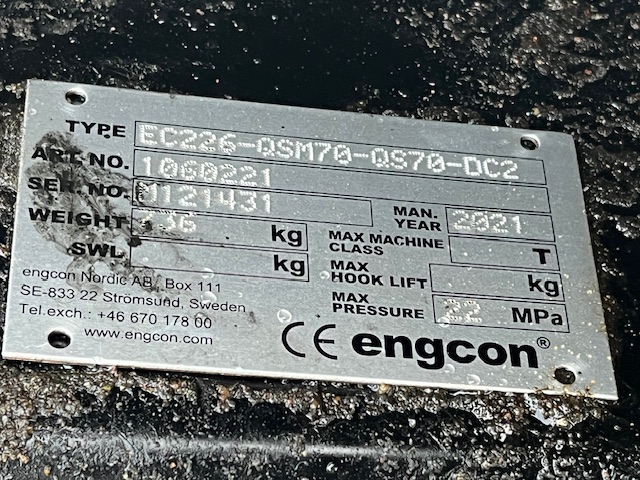 TYPE EC226-QSM70-QS70-DC2
ART. NO. 1060221
SER. NO. M121431
MAN. YEAR 2021
WEIGHT 736 kg
MAX MACHINE CLASS T
SWL kg
MAX HOOK LIFT kg
MAX PRESSURE 22 MPa
engcon Nordic AB, Box 111
SE-833 22 Strömsund, Sweden
Tel.exch.: +46 670 178 00
www.engcon.com
CE engcon®